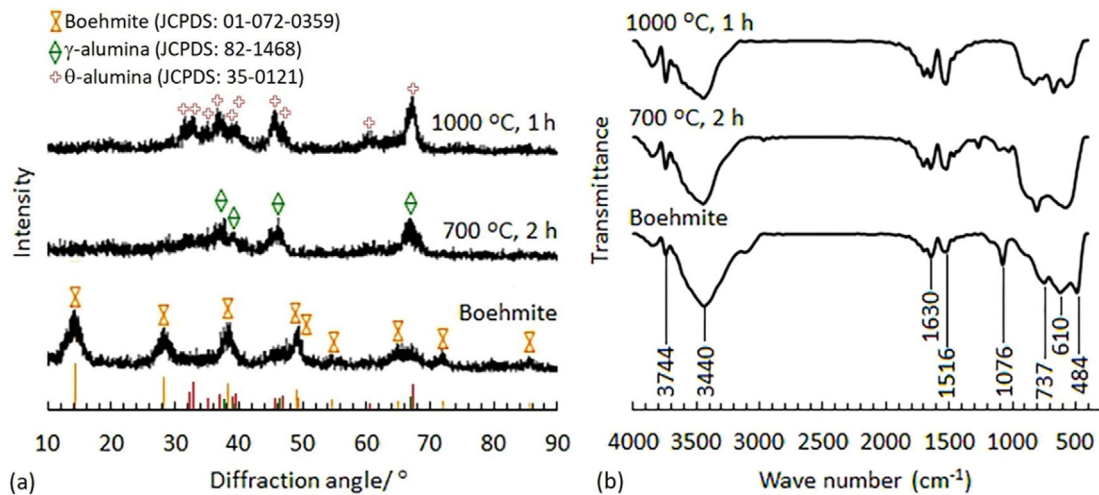 Boehmite (JCPDS: 01-072-0359)
γ-alumina (JCPDS: 82-1468)
θ-alumina (JCPDS: 35-0121)
1000 °C, 1 h
700 °C, 2 h
Boehmite
Intensity
10 20 30 40 50 60 70 80 90
(a) Diffraction angle/ °
1000 °C, 1 h
700 °C, 2 h
Boehmite
Transmittance
3744
3440
1630
1516
1076
737
610
484
4000 3500 3000 2500 2000 1500 1000 500
(b) Wave number (cm⁻¹)